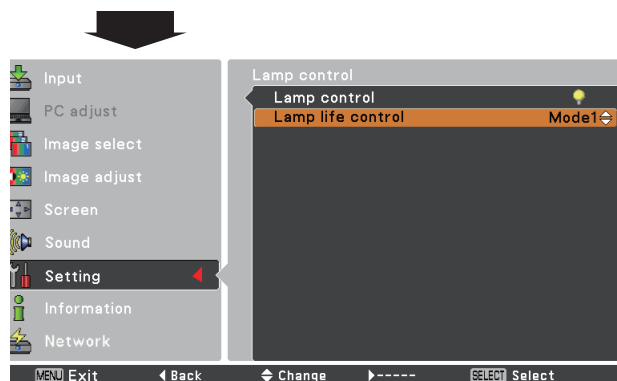 Input
PC adjust
Image select
Image adjust
Screen
Sound
Setting
Information
Network
Lamp control
Lamp control
Lamp life control Mode1
MENU Exit Back Change ----- SELECT Select